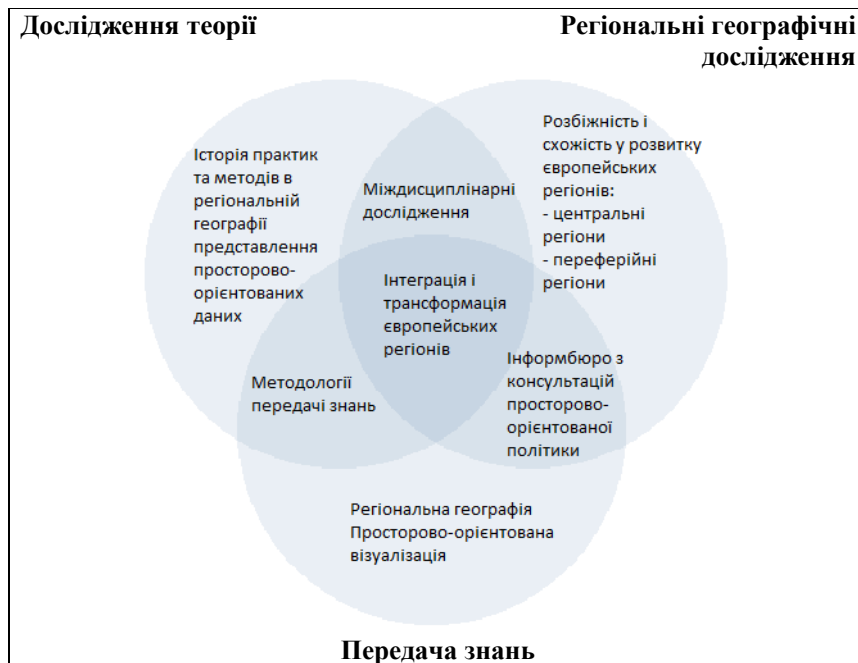 Дослідження теорії
Регіональні географічні
дослідження
Історія практик
та методів в
регіональній
географії
представлення
просторово-
орієнтованих
даних
Міждисциплінарні
дослідження
Розбіжність і
схожість у розвитку
європейських
регіонів:
- центральні
регіони
- переферійні
регіони
Інтеграція і
трансформація
європейських
регіонів
Методології
передачі знань
Інформбюро з
консультацій
просторово-
орієнтованої
політики
Регіональна географія
Просторово-орієнтована
візуалізація
Передача знань